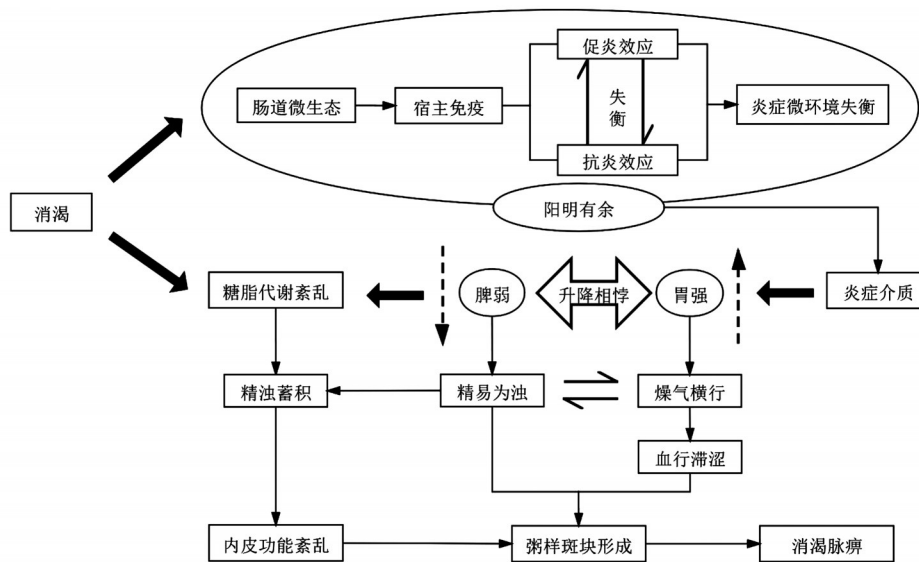 促炎效应
肠道微生态
宿主免疫
失
衡
炎症微环境失衡
抗炎效应
消渴
阳明有余
糖脂代谢紊乱
脾弱
升降相悖
胃强
炎症介质
精浊蓄积
精易为浊
燥气横行
血行滞涩
内皮功能紊乱
粥样斑块形成
消渴脉痹